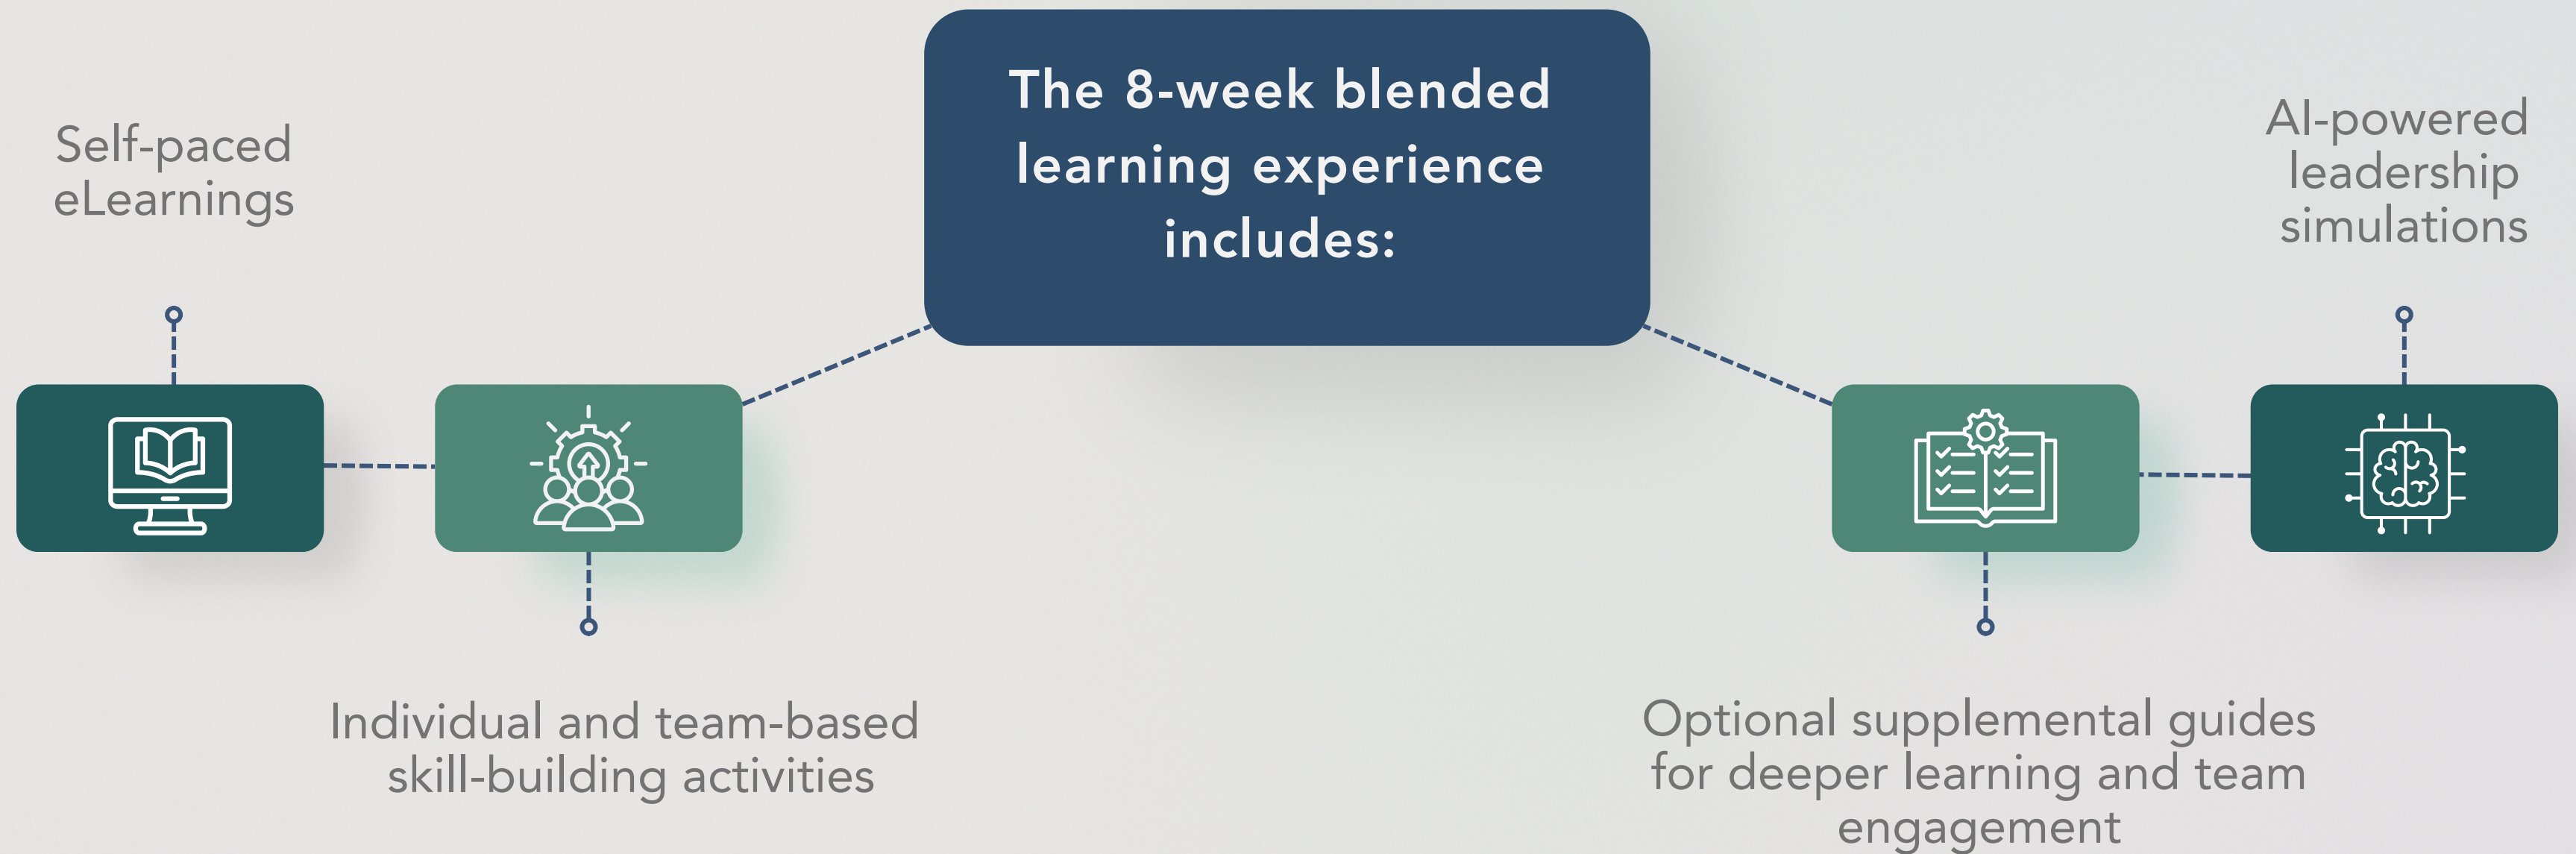 The 8-week blended
learning experience
includes:
Self-paced
eLearnings
Individual and team-based
skill-building activities
Optional supplemental guides
for deeper learning and team
engagement
AI-powered
leadership
simulations